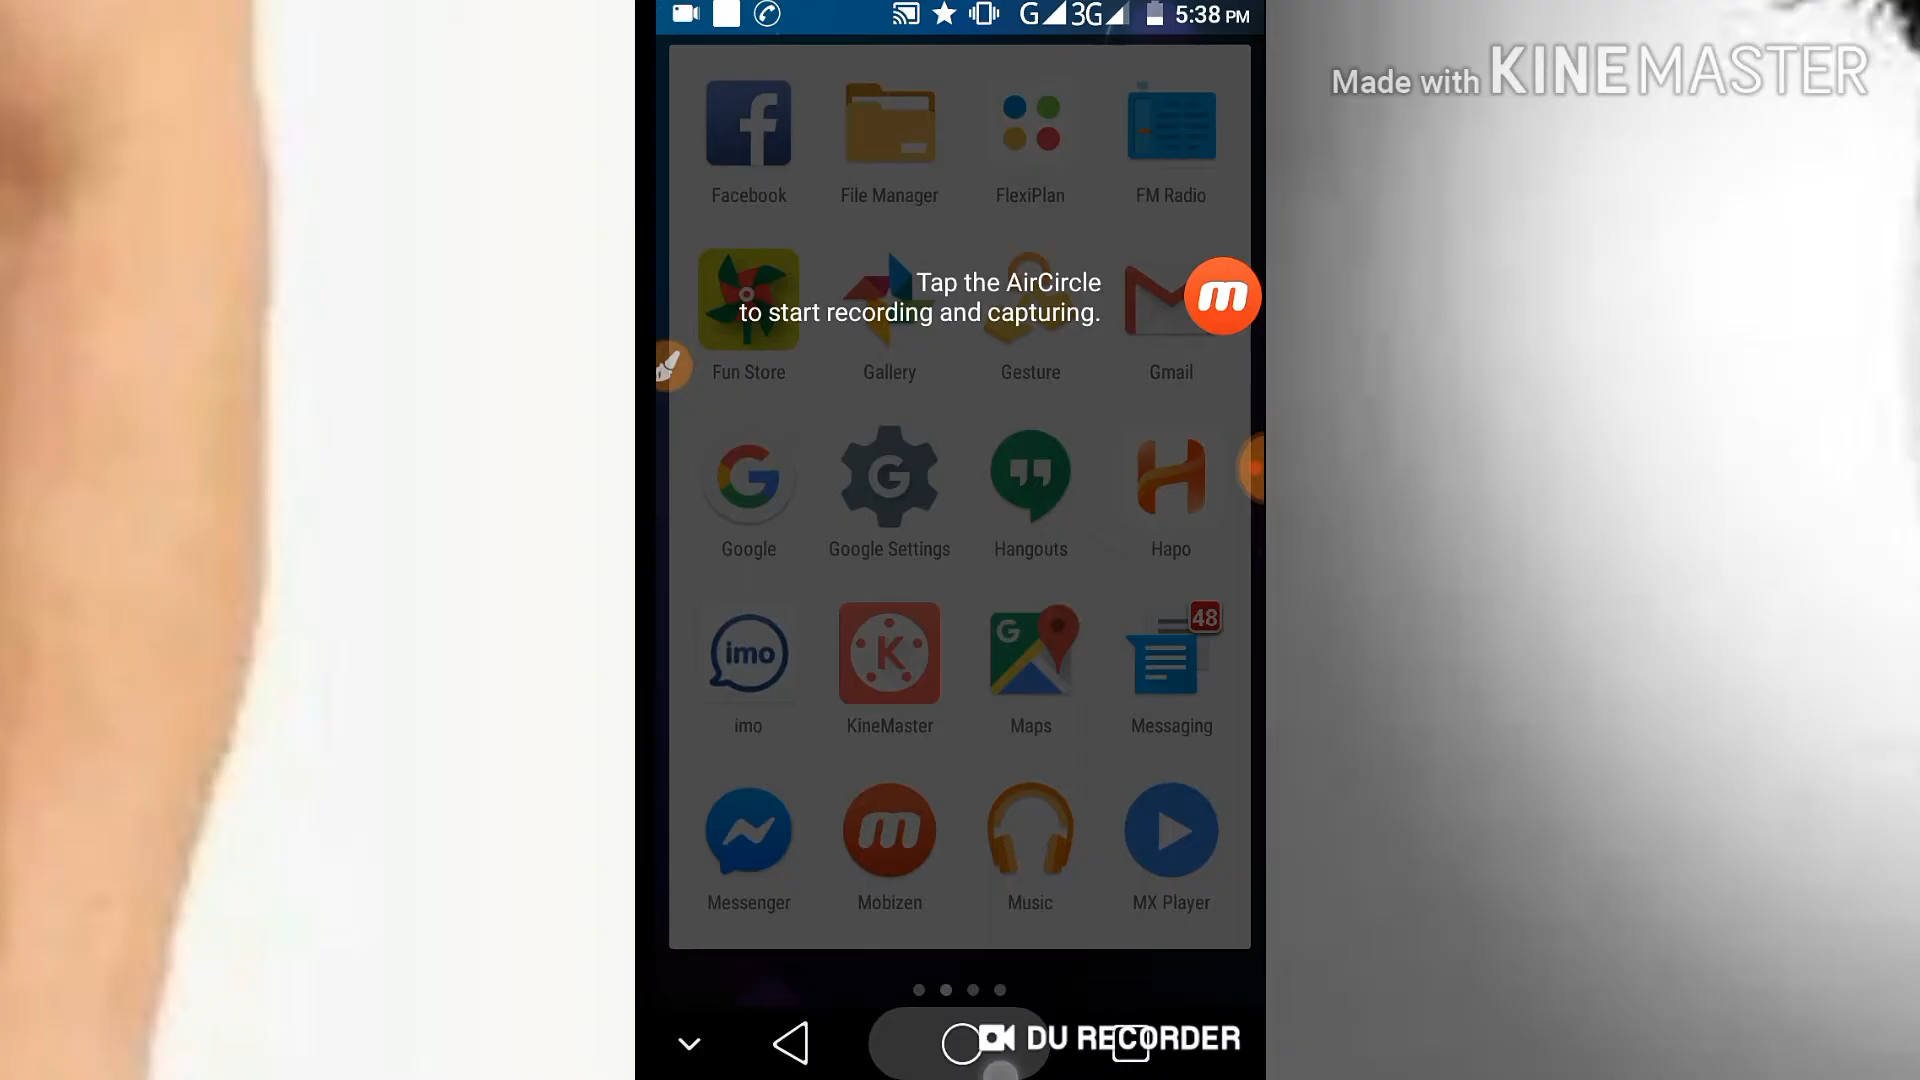 G 3G 5:38 PM
Made with KINEMASTER
Facebook File Manager FlexiPlan FM Radio
Tap the AirCircle
to start recording and capturing.
Fun Store Gallery Gesture Gmail
Google Google Settings Hangouts Hapo
48
imo
imo KineMaster Maps Messaging
Messenger Mobizen Music MX Player
DU RECORDER